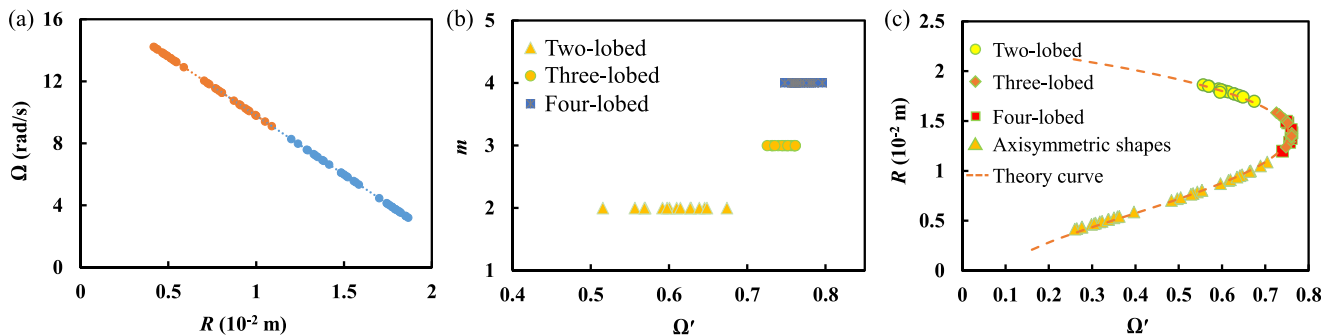 (a)
16
12
8
4
0
0
0.5
1
1.5
2
Ω (rad/s)
R (10⁻² m)
(b)
5
4
3
2
1
0.4
0.5
0.6
0.7
0.8
m
Ω′
Two-lobed
Three-lobed
Four-lobed
(c)
2.5
2
1.5
1
0.5
0
0
0.1
0.2
0.3
0.4
0.5
0.6
0.7
0.8
R (10⁻² m)
Ω′
Two-lobed
Three-lobed
Four-lobed
Axisymmetric shapes
Theory curve